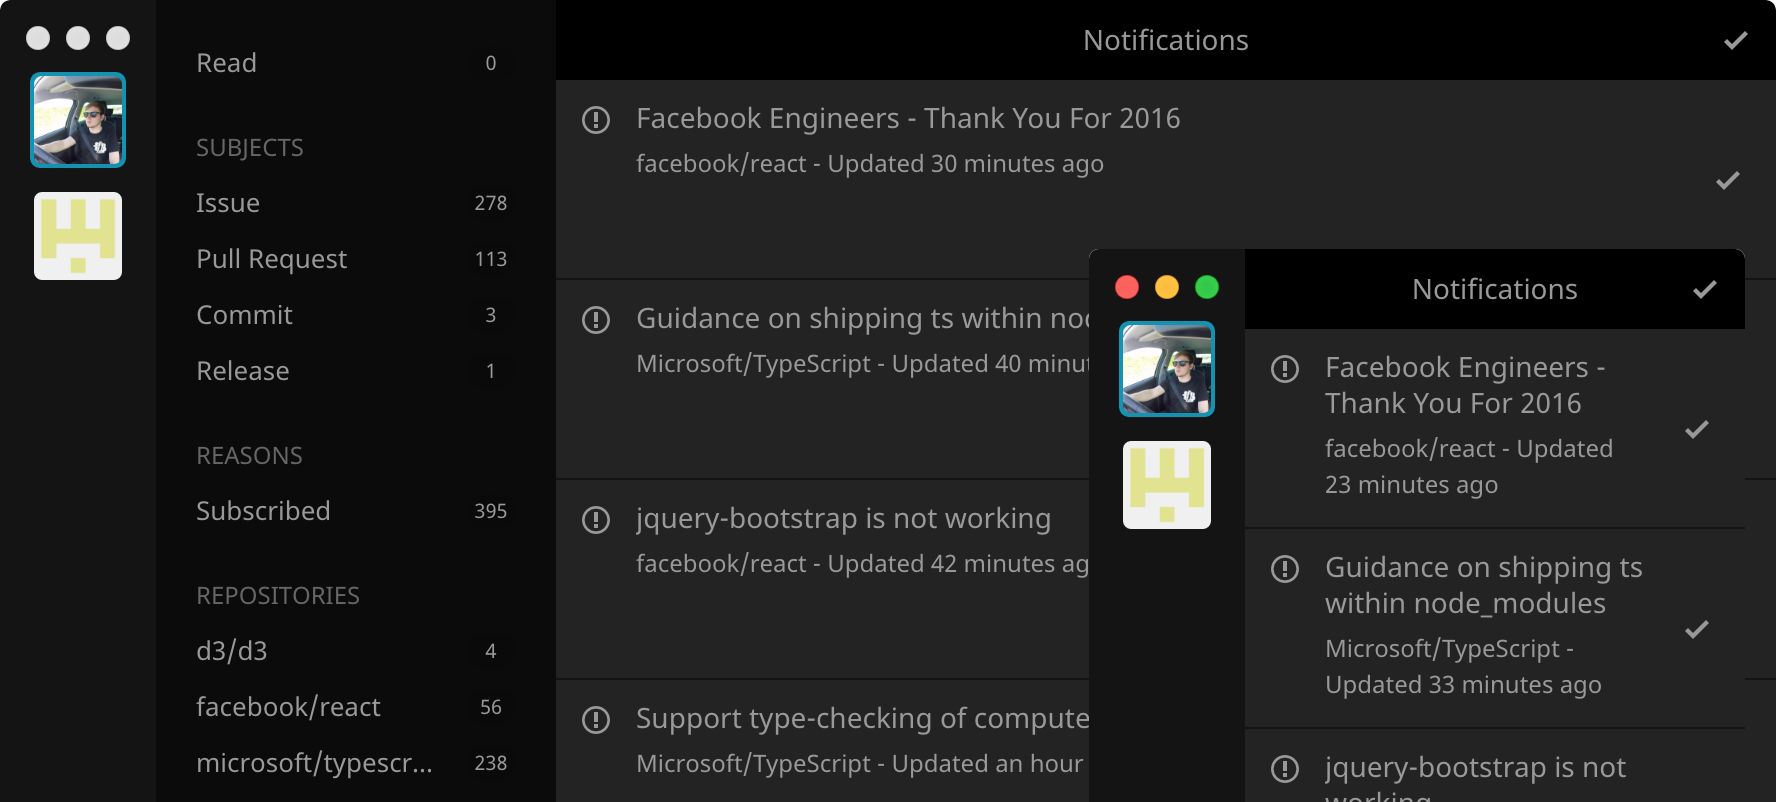 Read 0
SUBJECTS
Issue 278
Pull Request 113
Commit 3
Release 1
REASONS
Subscribed 395
REPOSITORIES
d3/d3 4
facebook/react 56
microsoft/typescr... 238
Notifications
Facebook Engineers - Thank You For 2016
facebook/react - Updated 30 minutes ago
Guidance on shipping ts within noc
Microsoft/TypeScript - Updated 40 minut
jquery-bootstrap is not working
facebook/react - Updated 42 minutes ag
Support type-checking of compute
Microsoft/TypeScript - Updated an hour
Notifications
Facebook Engineers -
Thank You For 2016
facebook/react - Updated
23 minutes ago
Guidance on shipping ts
within node_modules
Microsoft/TypeScript -
Updated 33 minutes ago
jquery-bootstrap is not
working